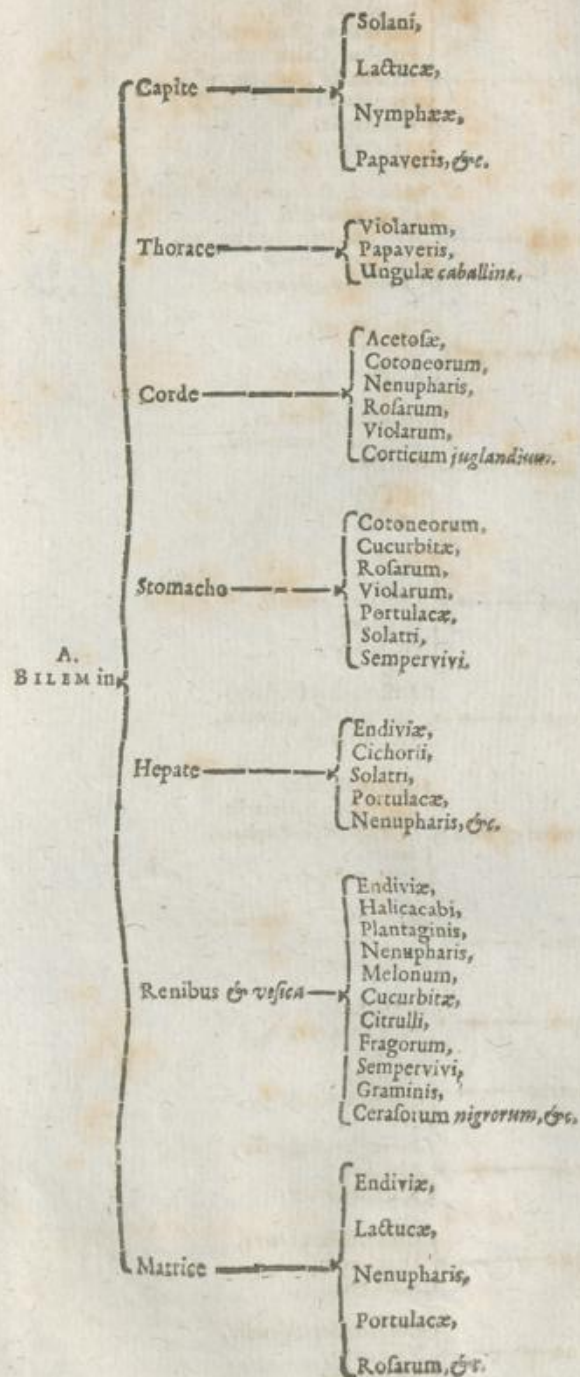 Capite
Solani,
Lactucæ,
Nymphææ,
Papaveris, &c.
Thorace
Violarum,
Papaveris,
Ungulæ caballinæ.
Corde
Acetoſæ,
Cotoneorum,
Nenupharis,
Roſarum,
Violarum,
Corticum juglandium.
Stomacho
Cotoneorum,
Cucurbitæ,
Roſarum,
Violarum,
Portulacæ,
Solatri,
Sempervivi.
A.
BILEM in
Hepate
Endiviæ,
Cichorii,
Solatri,
Portulacæ,
Nenupharis, &c.
Renibus & veſica
Endiviæ,
Halicacabi,
Plantaginis,
Nenupharis,
Melonum,
Cucurbitæ,
Citrulli,
Fragorum,
Sempervivi,
Graminis,
Ceraſorum nigrorum, &c.
Matrice
Endiviæ,
Lactucæ,
Nenupharis,
Portulacæ,
Roſarum, &c.